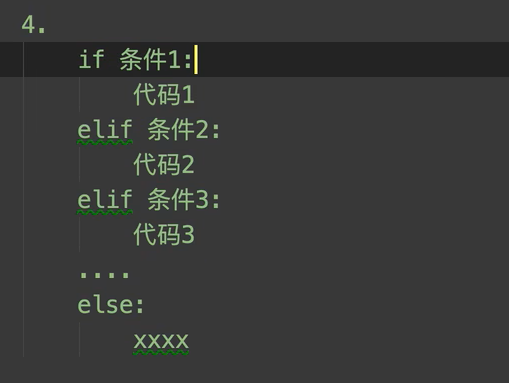 4.
if 条件1:
代码1
elif 条件2:
代码2
elif 条件3:
代码3
....
else:
xxxx